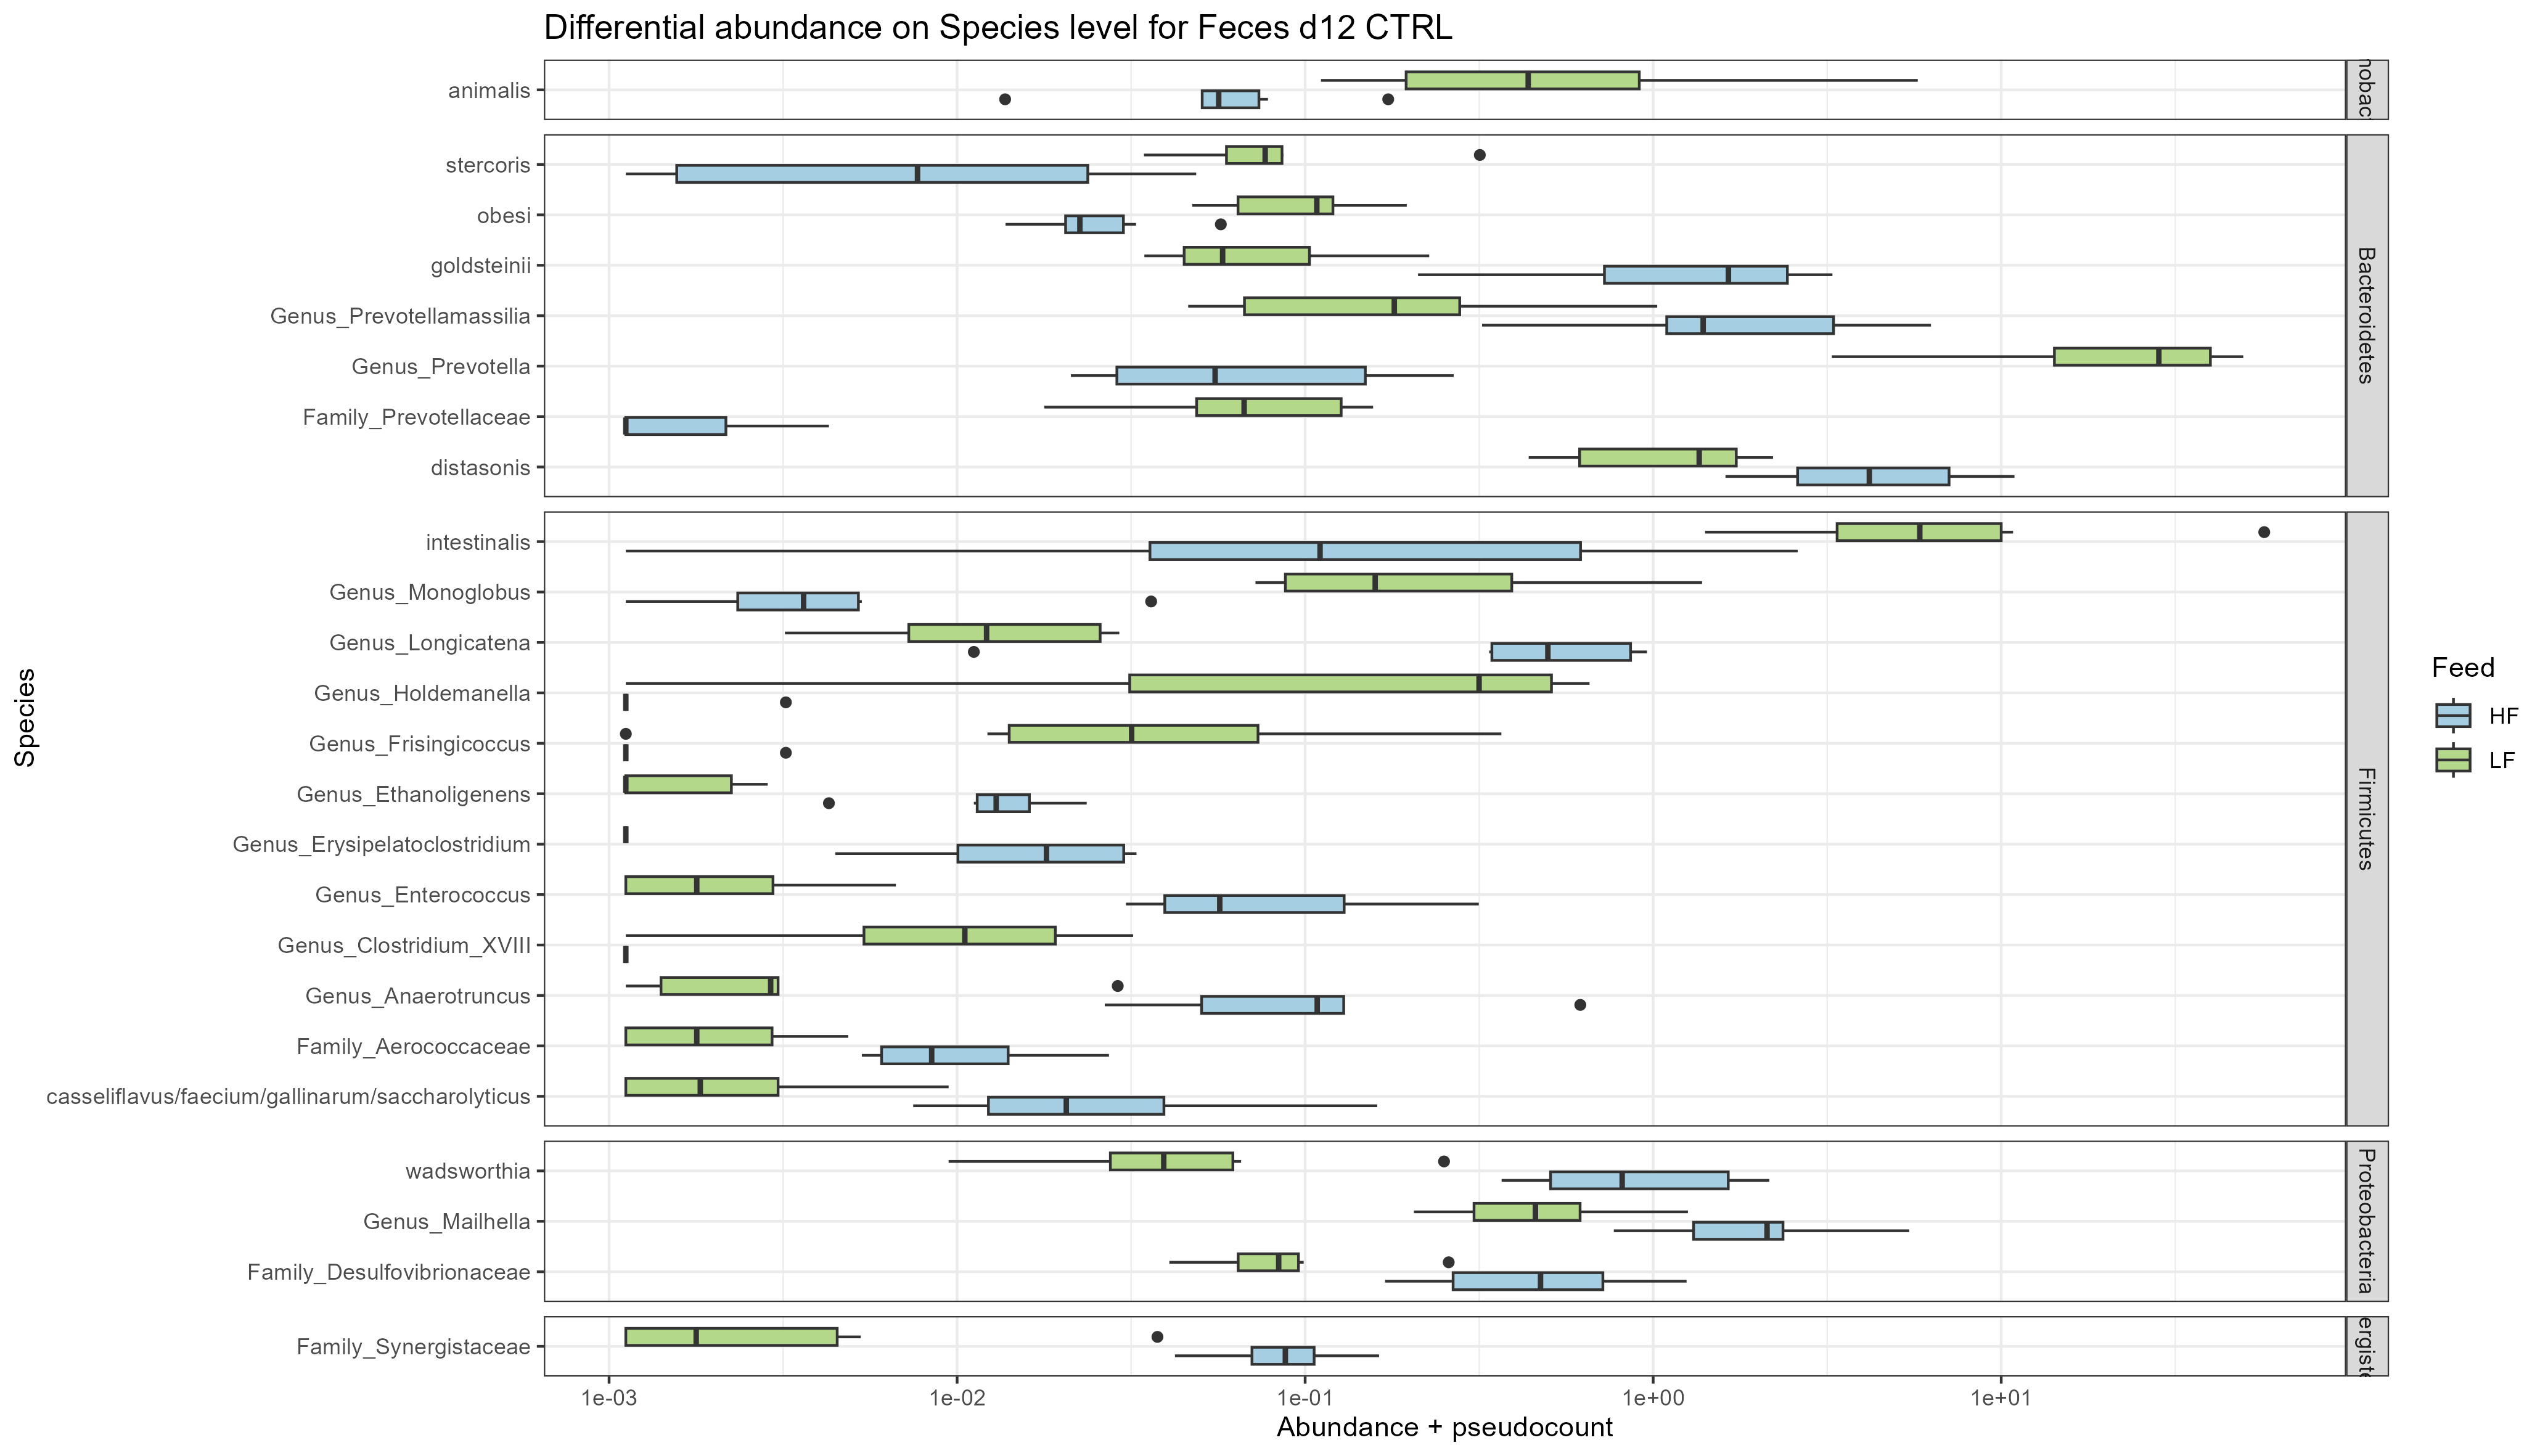 Differential abundance on Species level for Feces d12 CTRL
animalis
stercoris
obesi
goldsteinii
Genus_Prevotellamassilia
Genus_Prevotella
Family_Prevotellaceae
distasonis
Bacteroidetes
intestinalis
Genus_Monoglobus
Genus_Longicatena
Genus_Holdemanella
Genus_Frisingicoccus
Genus_Ethanoligenens
Genus_Erysipelatoclostridium
Genus_Enterococcus
Genus_Clostridium_XVIII
Genus_Anaerotruncus
Family_Aerococcaceae
casseliflavus/faecium/gallinarum/saccharolyticus
Firmicutes
wadsworthia
Genus_Mailhella
Family_Desulfovibrionaceae
Proteobacteria
Family_Synergistaceae
Species
1e-03 1e-02 1e-01 1e+00 1e+01
Abundance + pseudocount
Feed
HF
LF